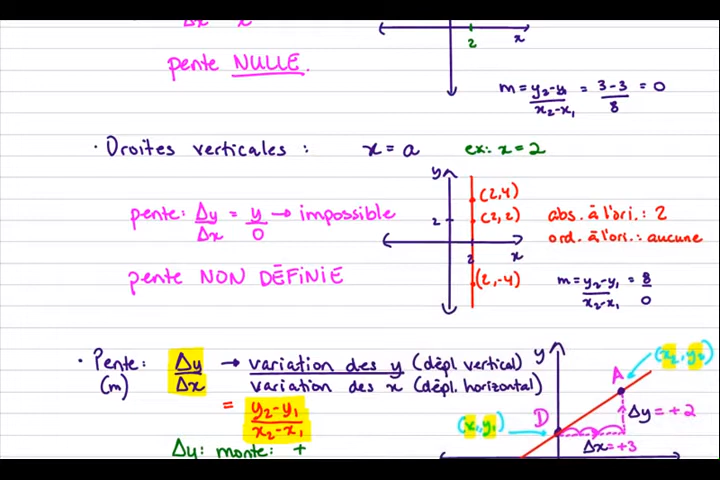 Δx x
2 x
pente NULLE.
m = y₂-y₁/x₂-x₁ = 3-3/8 = 0
• Droites verticales : x = a ex: x = 2
y
(2,4)
pente: Δy/Δx = y/0 → impossible
2 (2,2)
abs. à l'ori. : 2
ord. à l'ori. : aucune
2 x
pente NON DÉFINIE
(2,-4)
m = y₂-y₁/x₂-x₁ = 8/0
• Pente: Δy/Δx → variation des y (dépl. vertical)/variation des x (dépl. horizontal)
(m)
= y₂-y₁/x₂-x₁
y
(x₂, y₂)
A
Δy = +2
D
(x₁, y₁)
Δx = +3
Δy: monte: +